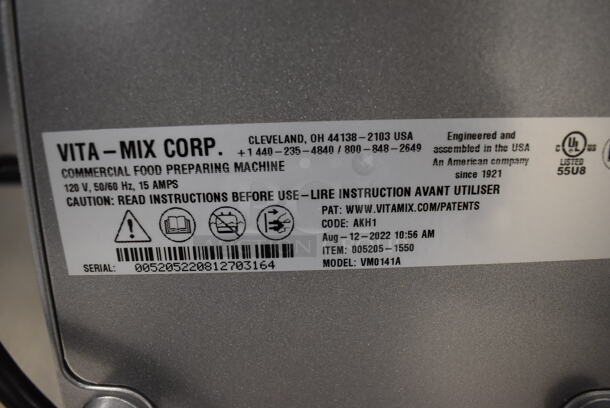 VITA-MIX CORP.
CLEVELAND, OH 44138-2103 USA
+1 440-235-4840 / 800-848-2649
Engineered and
assembled in the USA
An American company
since 1921
COMMERCIAL FOOD PREPARING MACHINE
120 V, 50/60 Hz, 15 AMPS
CAUTION: READ INSTRUCTIONS BEFORE USE-LIRE INSTRUCTION AVANT UTILISER
C UL US
LISTED
55U8
PAT: WWW.VITAMIX.COM/PATENTS
CODE: AKH1
Aug-12-2022 10:56 AM
ITEM: 005205-1550
MODEL: VM0141A
SERIAL: 005205220812703164